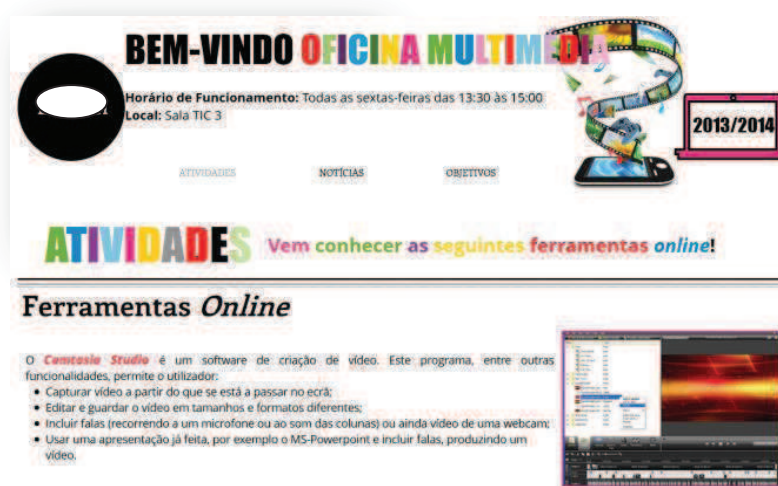 BEM-VINDO OFICINA MULTIMEDIA
Horário de Funcionamento: Todas as sextas-feiras das 13:30 às 15:00
Local: Sala TIC 3
2013/2014
ATIVIDADES NOTÍCIAS OBJETIVOS
ATIVIDADES Vem conhecer as seguintes ferramentas online!
Ferramentas Online
O Camtasia Studio é um software de criação de vídeo. Este programa, entre outras
funcionalidades, permite o utilizador:
• Capturar vídeo a partir do que se está a passar no ecrã;
• Editar e guardar o vídeo em tamanhos e formatos diferentes;
• Incluir falas (recorrendo a um microfone ou ao som das colunas) ou ainda vídeo de uma webcam;
• Usar uma apresentação já feita, por exemplo o MS-Powerpoint e incluir falas, produzindo um
vídeo.